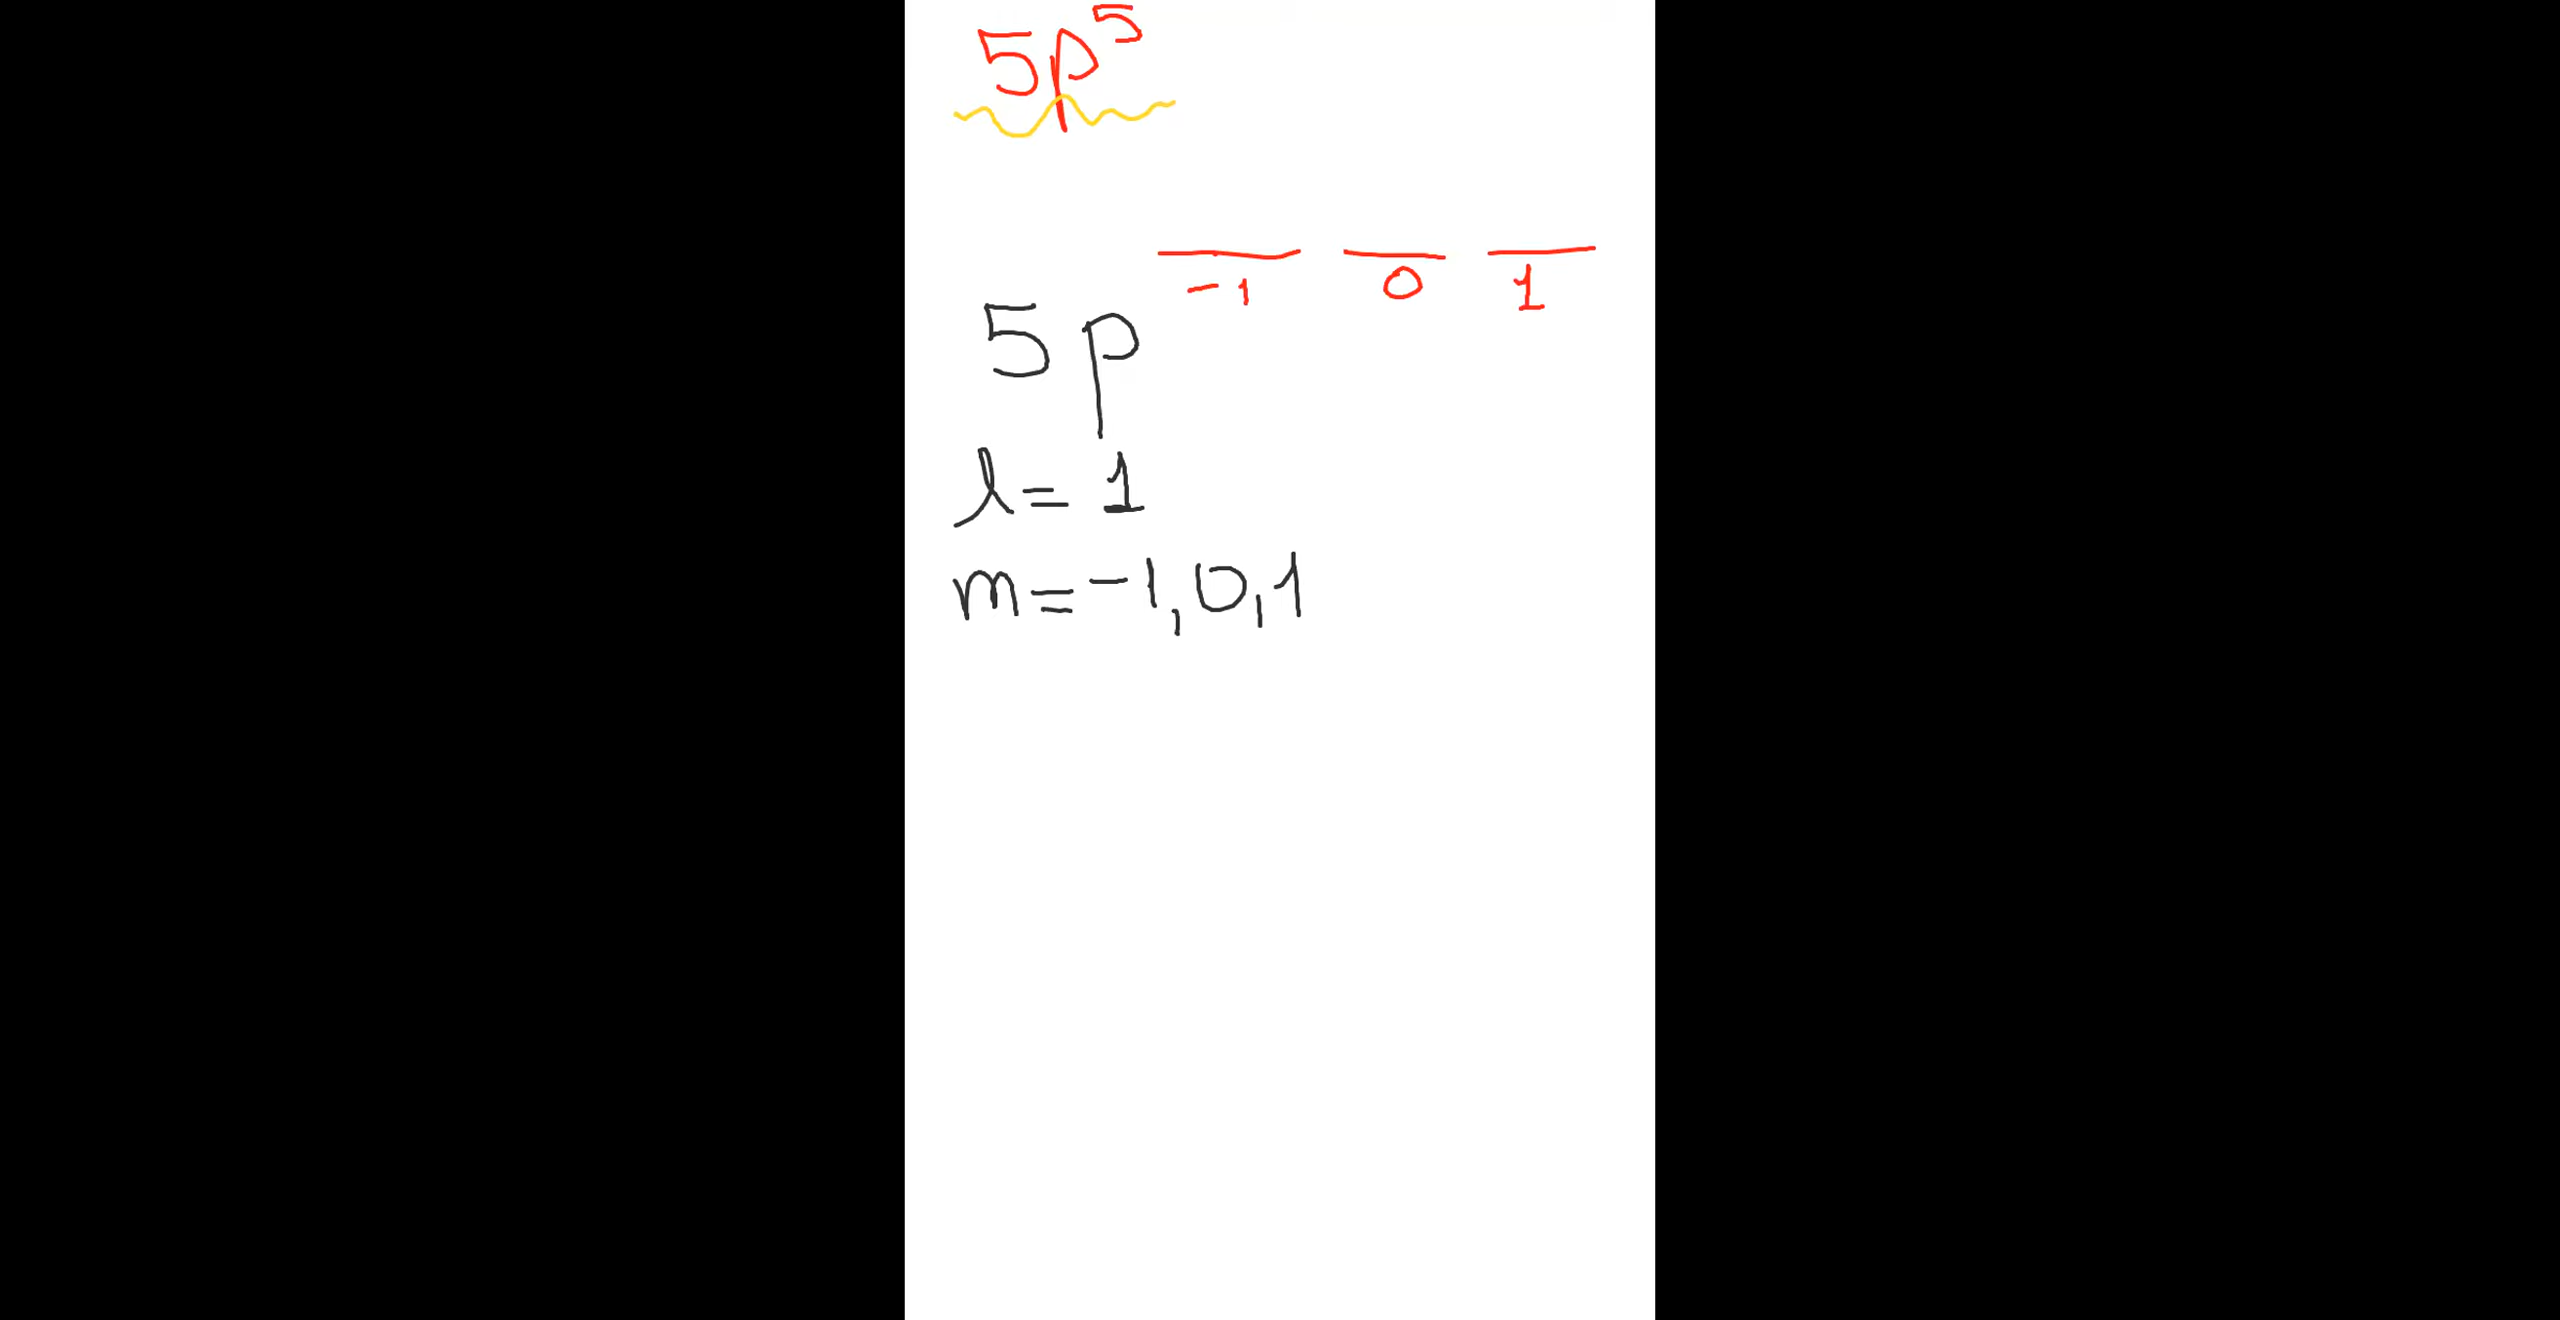 5p⁵
-1 0 1
5p
l = 1
m = -1, 0, 1